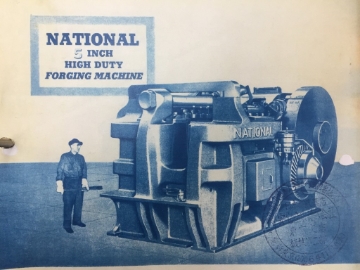 NATIONAL
5 INCH
HIGH DUTY
FORGING MACHINE
NATIONAL